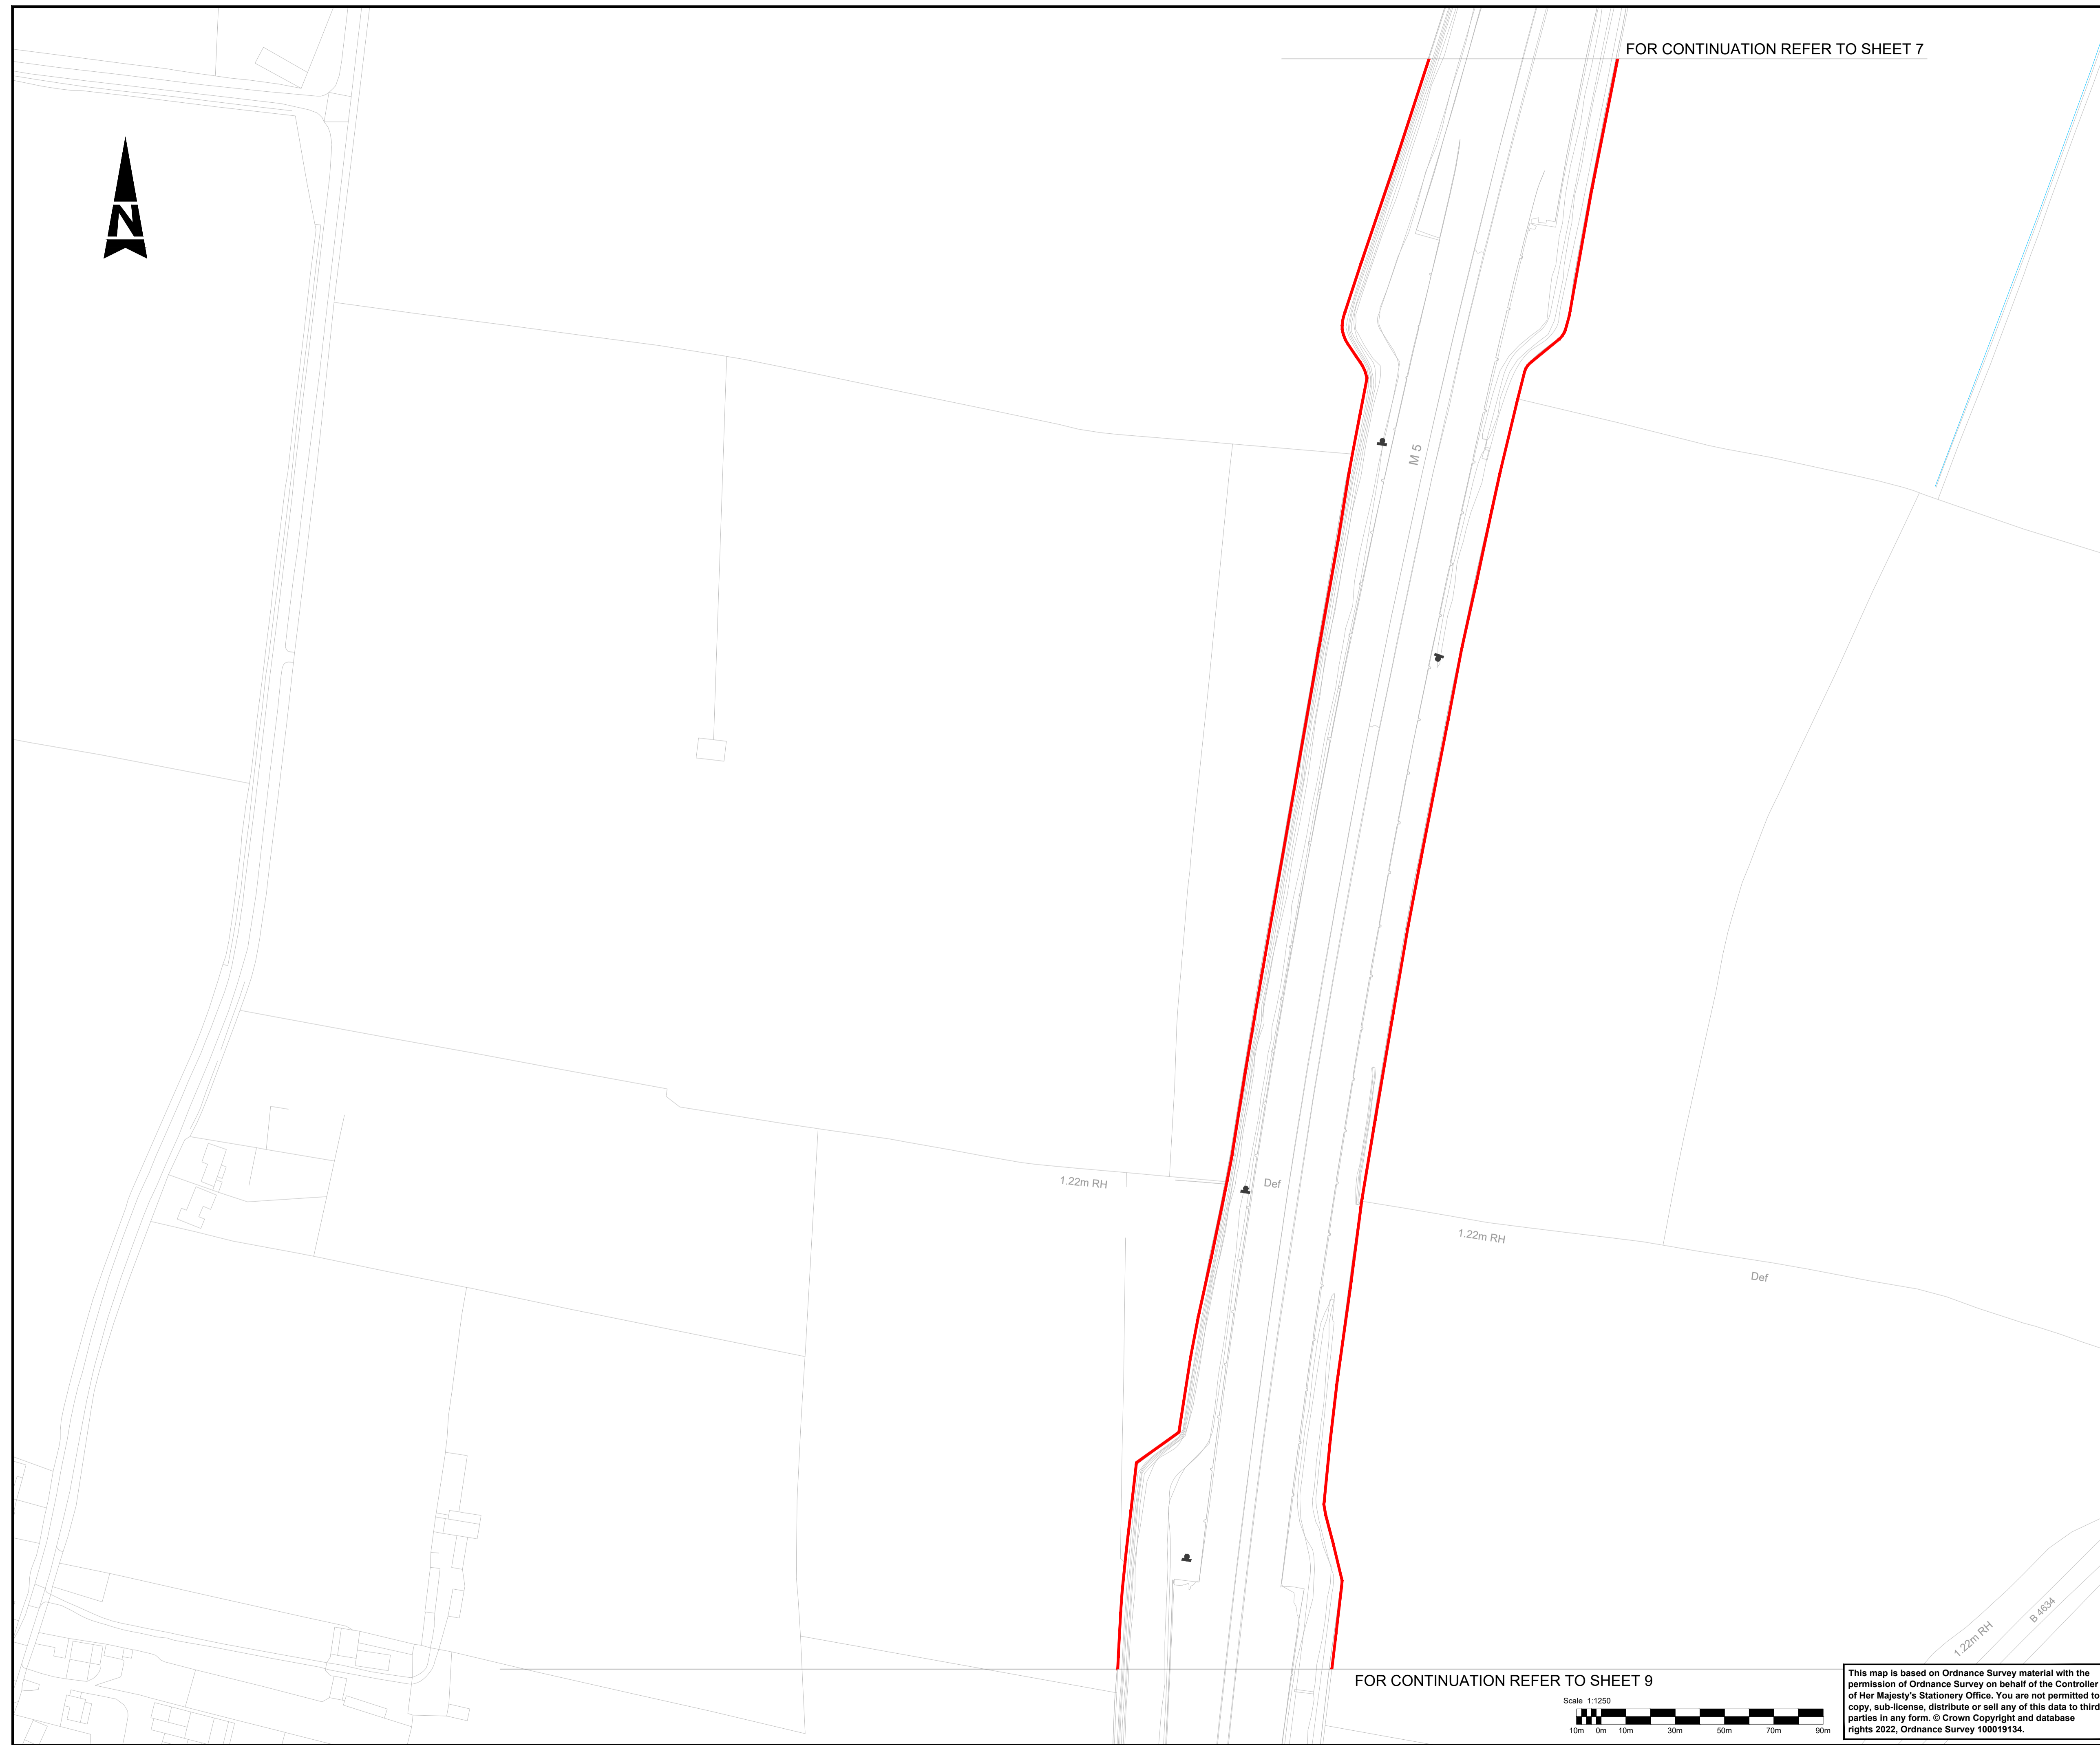 FOR CONTINUATION REFER TO SHEET 7
N
M 5
1.22m RH
Def
1.22m RH
Def
1.22m RH
B 4634
FOR CONTINUATION REFER TO SHEET 9
Scale 1:1250
10m 0m 10m 30m 50m 70m 90m
This map is based on Ordnance Survey material with the
permission of Ordnance Survey on behalf of the Controller
of Her Majesty's Stationery Office. You are not permitted to
copy, sub-license, distribute or sell any of this data to third
parties in any form. © Crown Copyright and database
rights 2022, Ordnance Survey 100019134.